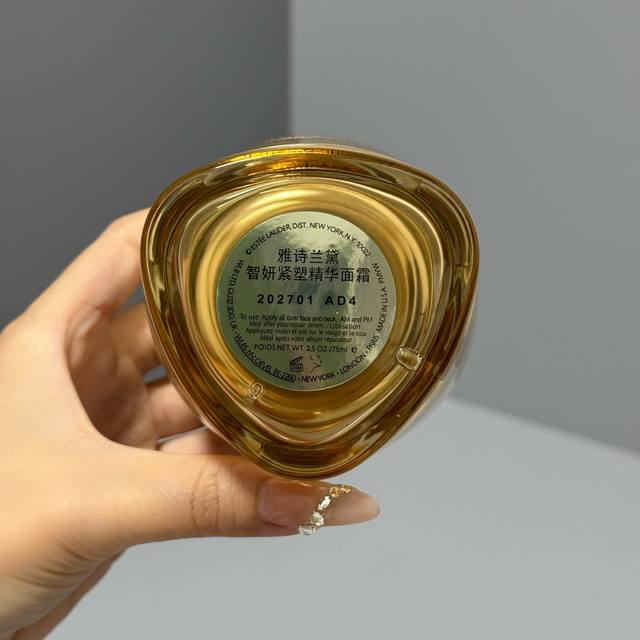 © ESTÉE LAUDER, DIST. NEW YORK, N.Y. 10022
雅诗兰黛
智妍紧塑精华面霜
202701 AD4
To use: Apply all over face and neck, AM and PM
Ideal after your repair serum. / Utilisation:
Appliquez matin et soir sur le visage et le cou
Idéal après votre sérum réparateur
POIDS NET WT. 2.5 OZ./75ml e
NEW YORK • LONDON • PARIS MADE IN U.S.A.